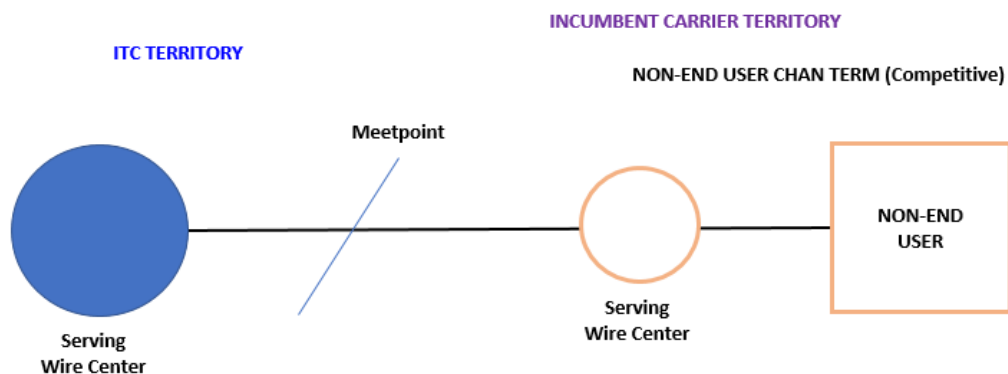 INCUMBENT CARRIER TERRITORY
ITC TERRITORY
NON-END USER CHAN TERM (Competitive)
Meetpoint
NON-END
USER
Serving
Wire Center
Serving
Wire Center